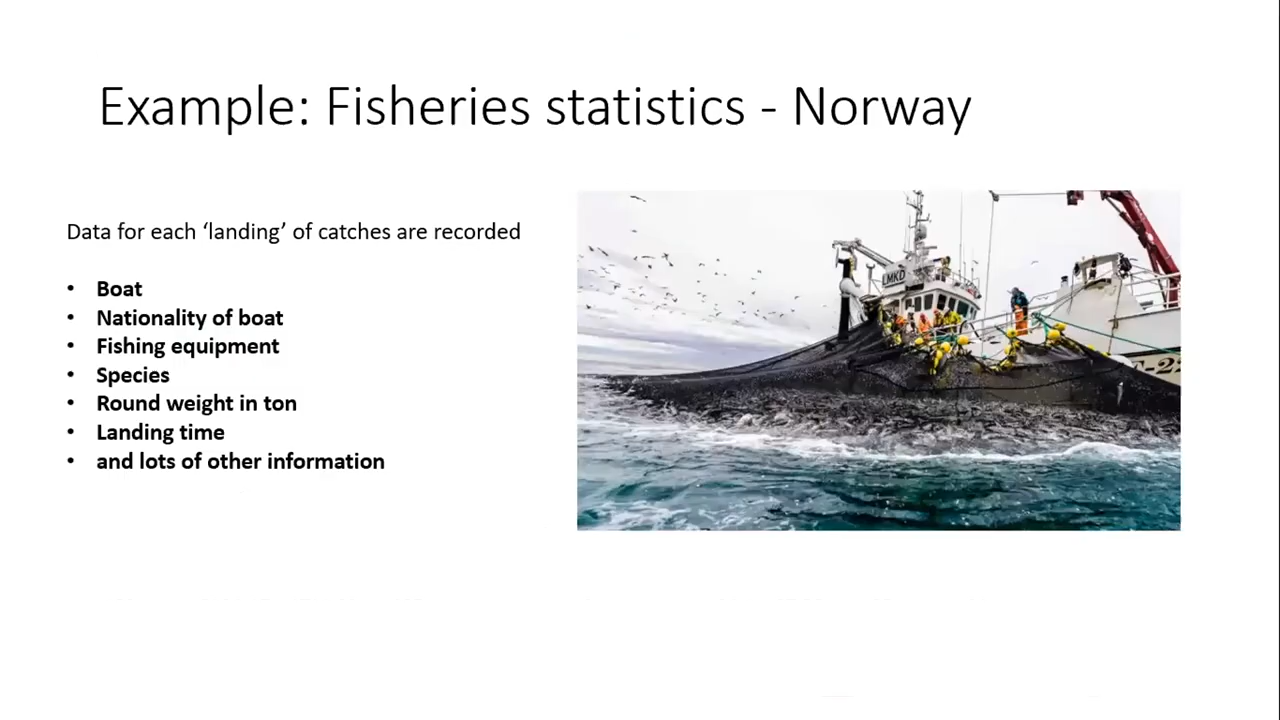 Example: Fisheries statistics - Norway
Data for each ‘landing’ of catches are recorded
• Boat
• Nationality of boat
• Fishing equipment
• Species
• Round weight in ton
• Landing time
• and lots of other information
LMKD